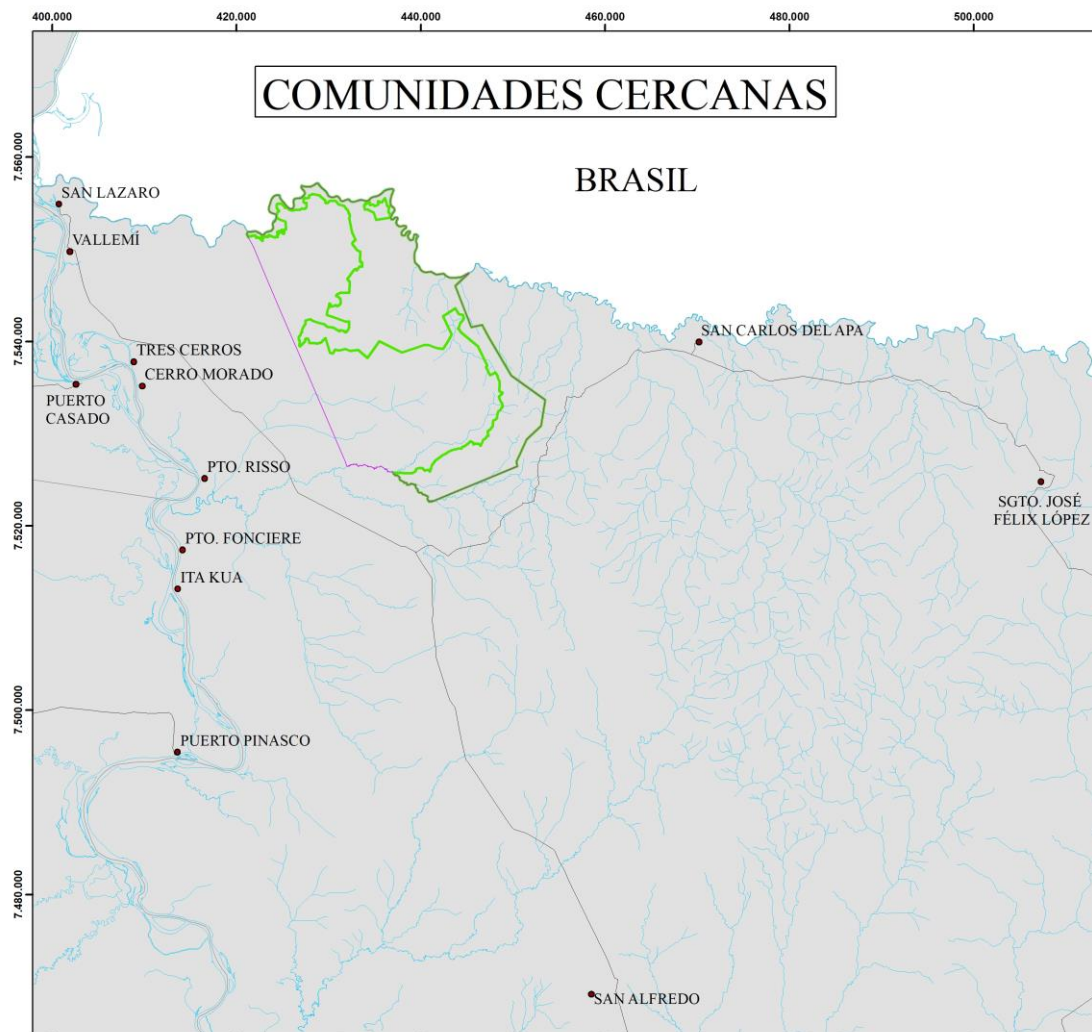 400.000 420.000 440.000 460.000 480.000 500.000
COMUNIDADES CERCANAS
7.560.000
BRASIL
SAN LAZARO
VALLEMÍ
7.540.000
SAN CARLOS DEL APA
TRES CERROS
CERRO MORADO
PUERTO
CASADO
PTO. RISSO
SGTO. JOSÉ
FÉLIX LÓPEZ
7.520.000
PTO. FONCIERE
ITA KUA
7.500.000
PUERTO PINASCO
7.480.000
SAN ALFREDO